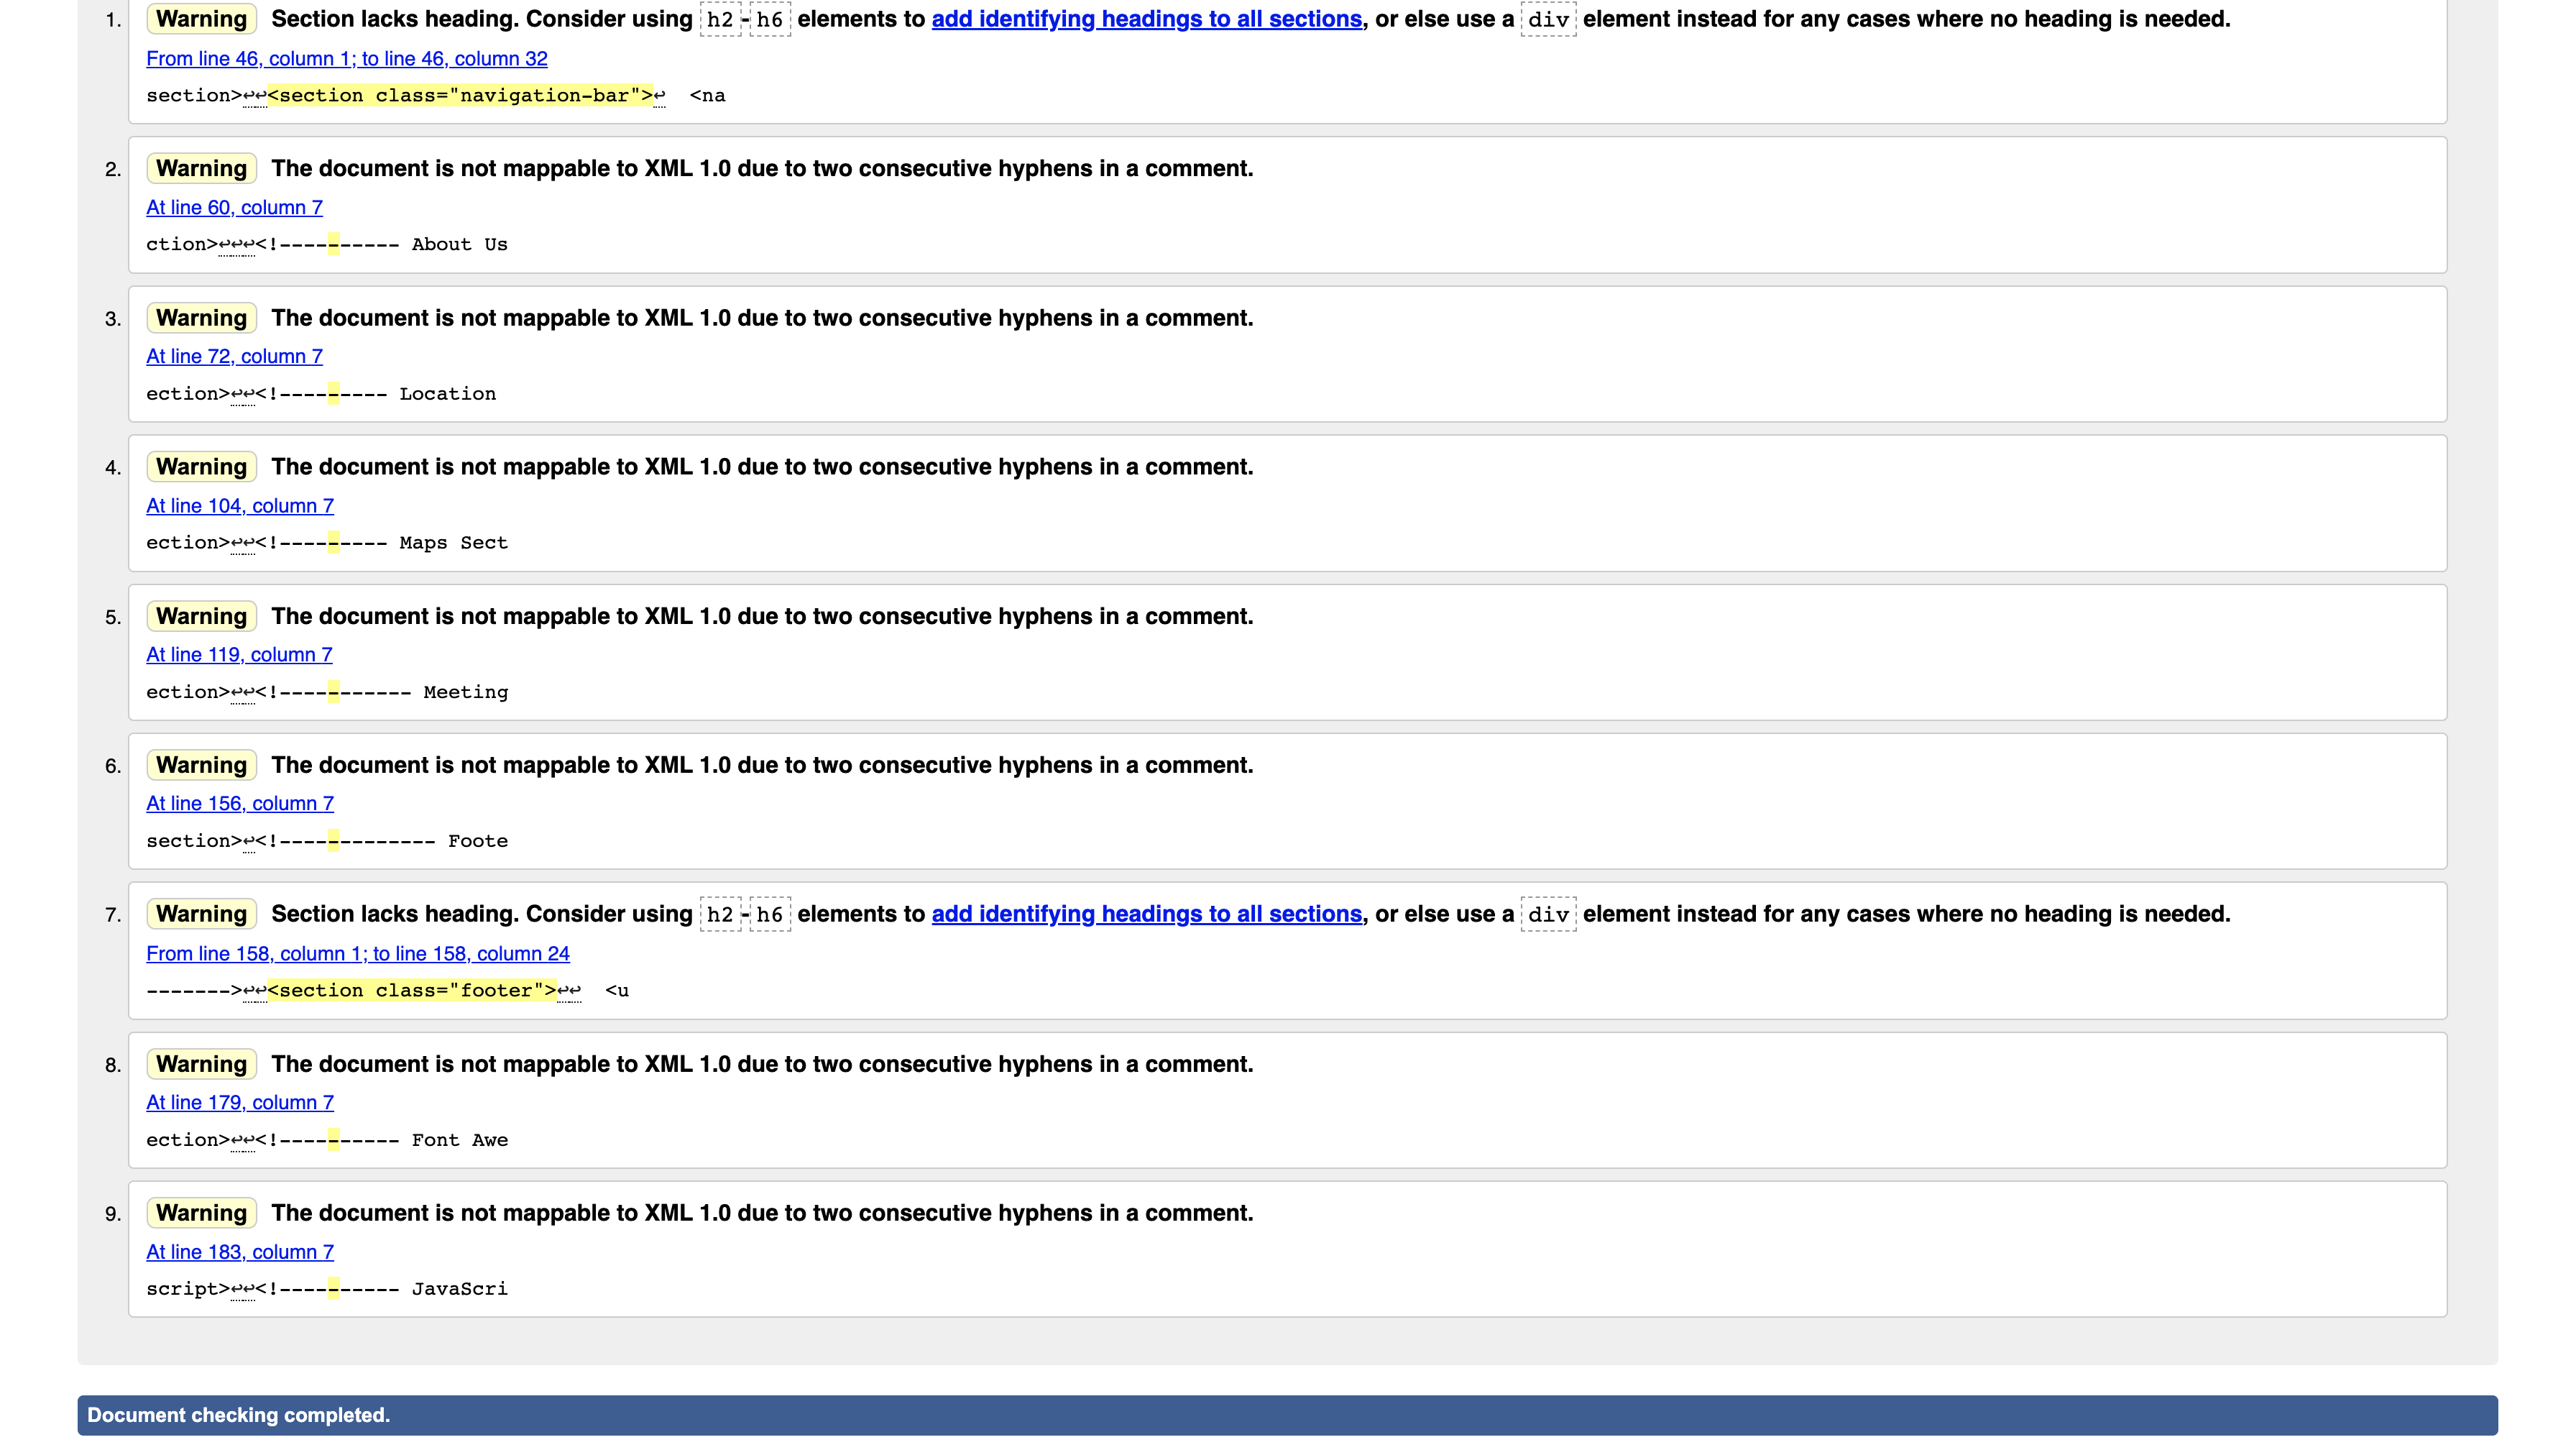 1. Warning Section lacks heading. Consider using h2-h6 elements to add identifying headings to all sections, or else use a div element instead for any cases where no heading is needed.
From line 46, column 1; to line 46, column 32
section>↩↩<section class="navigation-bar">↩  <na
2. Warning The document is not mappable to XML 1.0 due to two consecutive hyphens in a comment.
At line 60, column 7
ction>↩↩↩<!---------- About Us
3. Warning The document is not mappable to XML 1.0 due to two consecutive hyphens in a comment.
At line 72, column 7
ection>↩↩<!--------- Location
4. Warning The document is not mappable to XML 1.0 due to two consecutive hyphens in a comment.
At line 104, column 7
ection>↩↩<!--------- Maps Sect
5. Warning The document is not mappable to XML 1.0 due to two consecutive hyphens in a comment.
At line 119, column 7
ection>↩↩<!----------- Meeting
6. Warning The document is not mappable to XML 1.0 due to two consecutive hyphens in a comment.
At line 156, column 7
section>↩<!------------- Foote
7. Warning Section lacks heading. Consider using h2-h6 elements to add identifying headings to all sections, or else use a div element instead for any cases where no heading is needed.
From line 158, column 1; to line 158, column 24
------->↩↩<section class="footer">↩↩  <u
8. Warning The document is not mappable to XML 1.0 due to two consecutive hyphens in a comment.
At line 179, column 7
ection>↩↩<!---------- Font Awe
9. Warning The document is not mappable to XML 1.0 due to two consecutive hyphens in a comment.
At line 183, column 7
script>↩↩<!---------- JavaScri
Document checking completed.